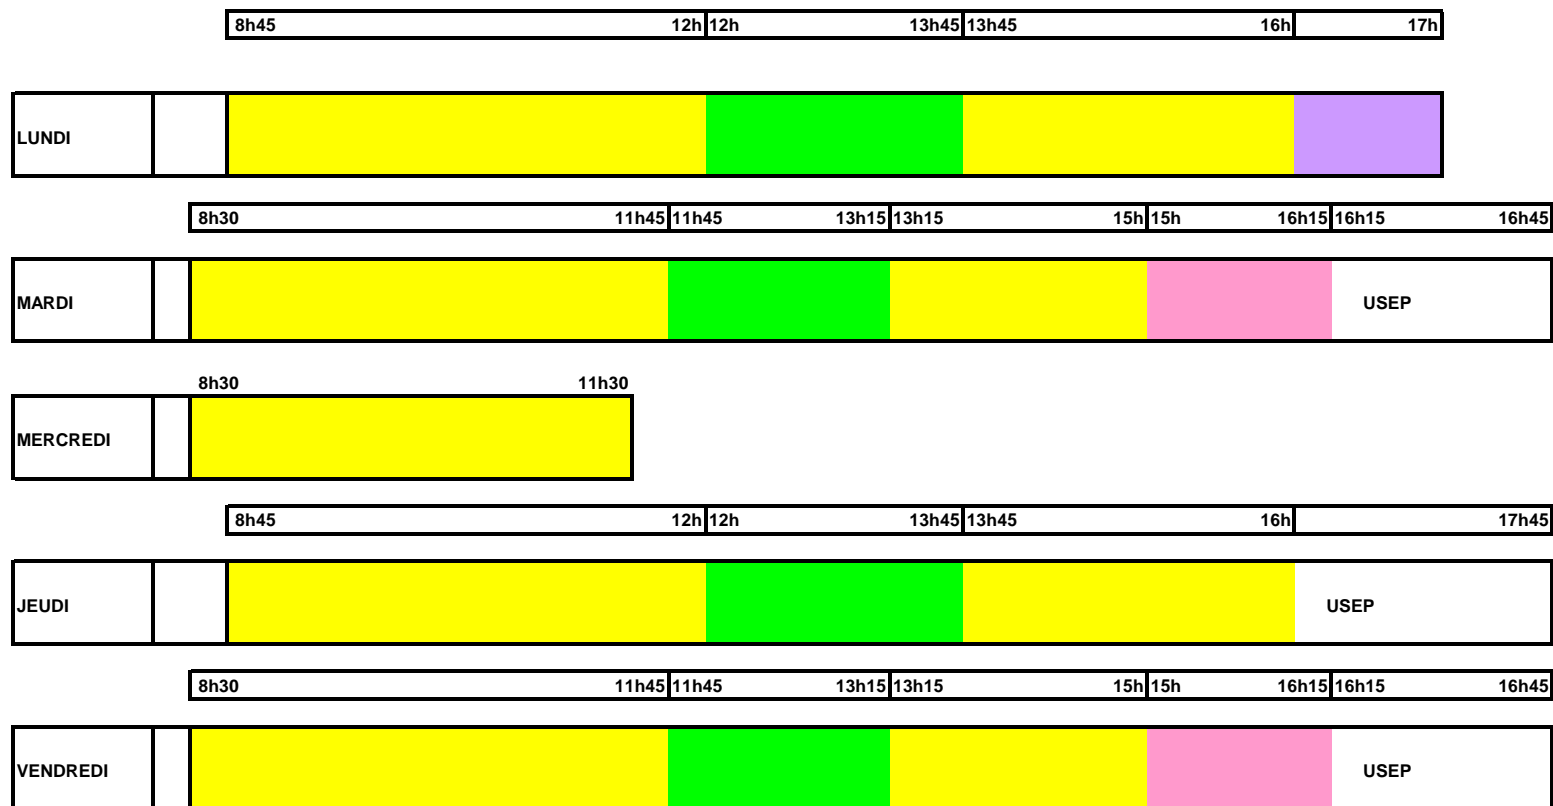 8h45 12h 12h 13h45 13h45 16h 17h
LUNDI
8h30 11h45 11h45 13h15 13h15 15h 15h 16h15 16h15 16h45
MARDI USEP
8h30 11h30
MERCREDI
8h45 12h 12h 13h45 13h45 16h 17h45
JEUDI USEP
8h30 11h45 11h45 13h15 13h15 15h 15h 16h15 16h15 16h45
VENDREDI USEP